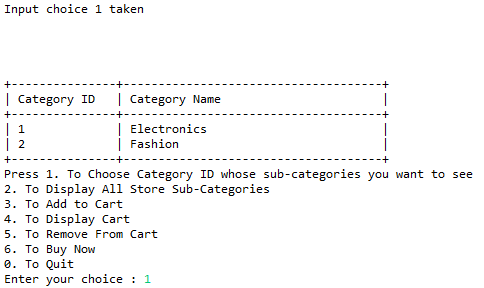 Input choice 1 taken
+--------------+----------------------------------+
| Category ID | Category Name |
+--------------+----------------------------------+
| 1 | Electronics |
| 2 | Fashion |
+--------------+----------------------------------+
Press 1. To Choose Category ID whose sub-categories you want to see
2. To Display All Store Sub-Categories
3. To Add to Cart
4. To Display Cart
5. To Remove From Cart
6. To Buy Now
0. To Quit
Enter your choice : 1